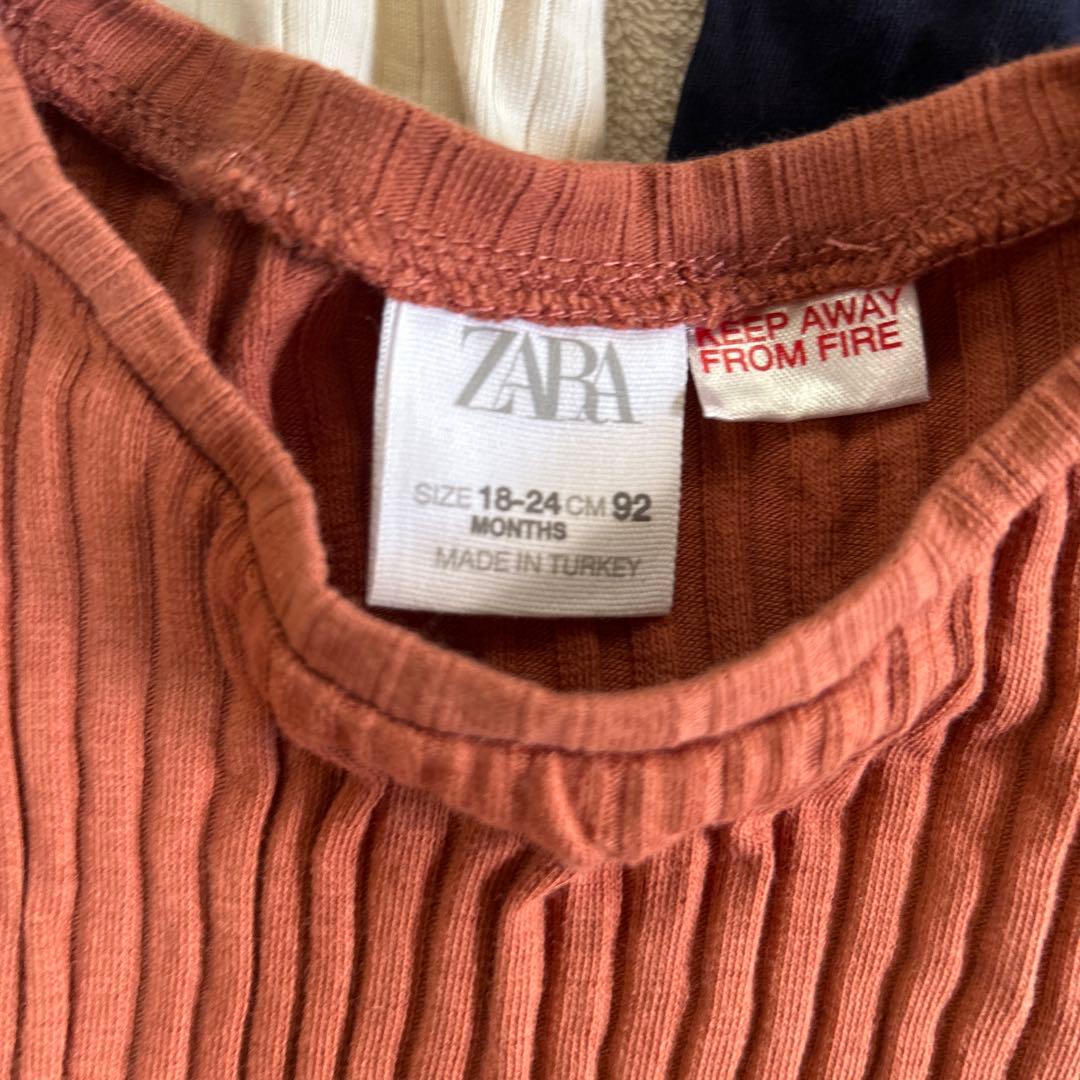 ZARA
SIZE 18-24 CM 92
MONTHS
MADE IN TURKEY
KEEP AWAY
FROM FIRE